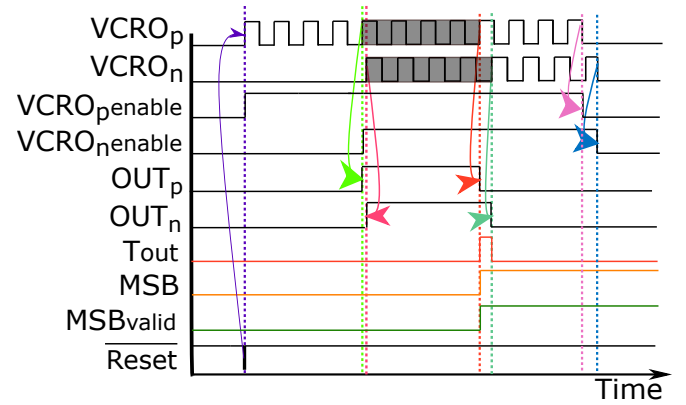 VCROp
VCROn
VCROpenable
VCROnenable
OUTp
OUTn
Tout
MSB
MSBvalid
Reset
Time